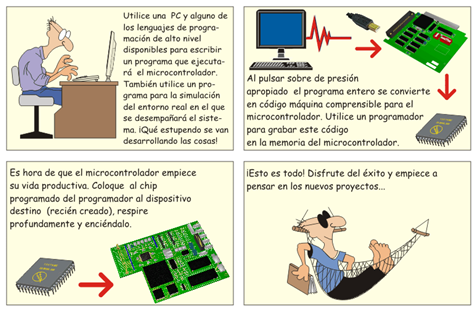 Utilice una PC y alguno de
los lenguajes de progra-
mación de alto nivel
disponibles para escribir
un programa que ejecuta-
rá el microcontrolador.
También utilice un pro-
grama para la simulación
del entorno real en el que
se desempañará el siste-
ma. ¡Qué estupendo se van
desarrollando las cosas!
Al pulsar sobre de presión
apropiado el programa entero se convierte
en código máquina comprensible para el
microcontrolador. Utilice un programador
para grabar este código
en la memoria del microcontrolador.
Es hora de que el microcontrolador empiece
su vida productiva. Coloque al chip
programado del programador al dispositivo
destino (recién creado), respire
profundamente y enciéndalo.
¡Esto es todo! Disfrute del éxito y empiece a
pensar en los nuevos proyectos...